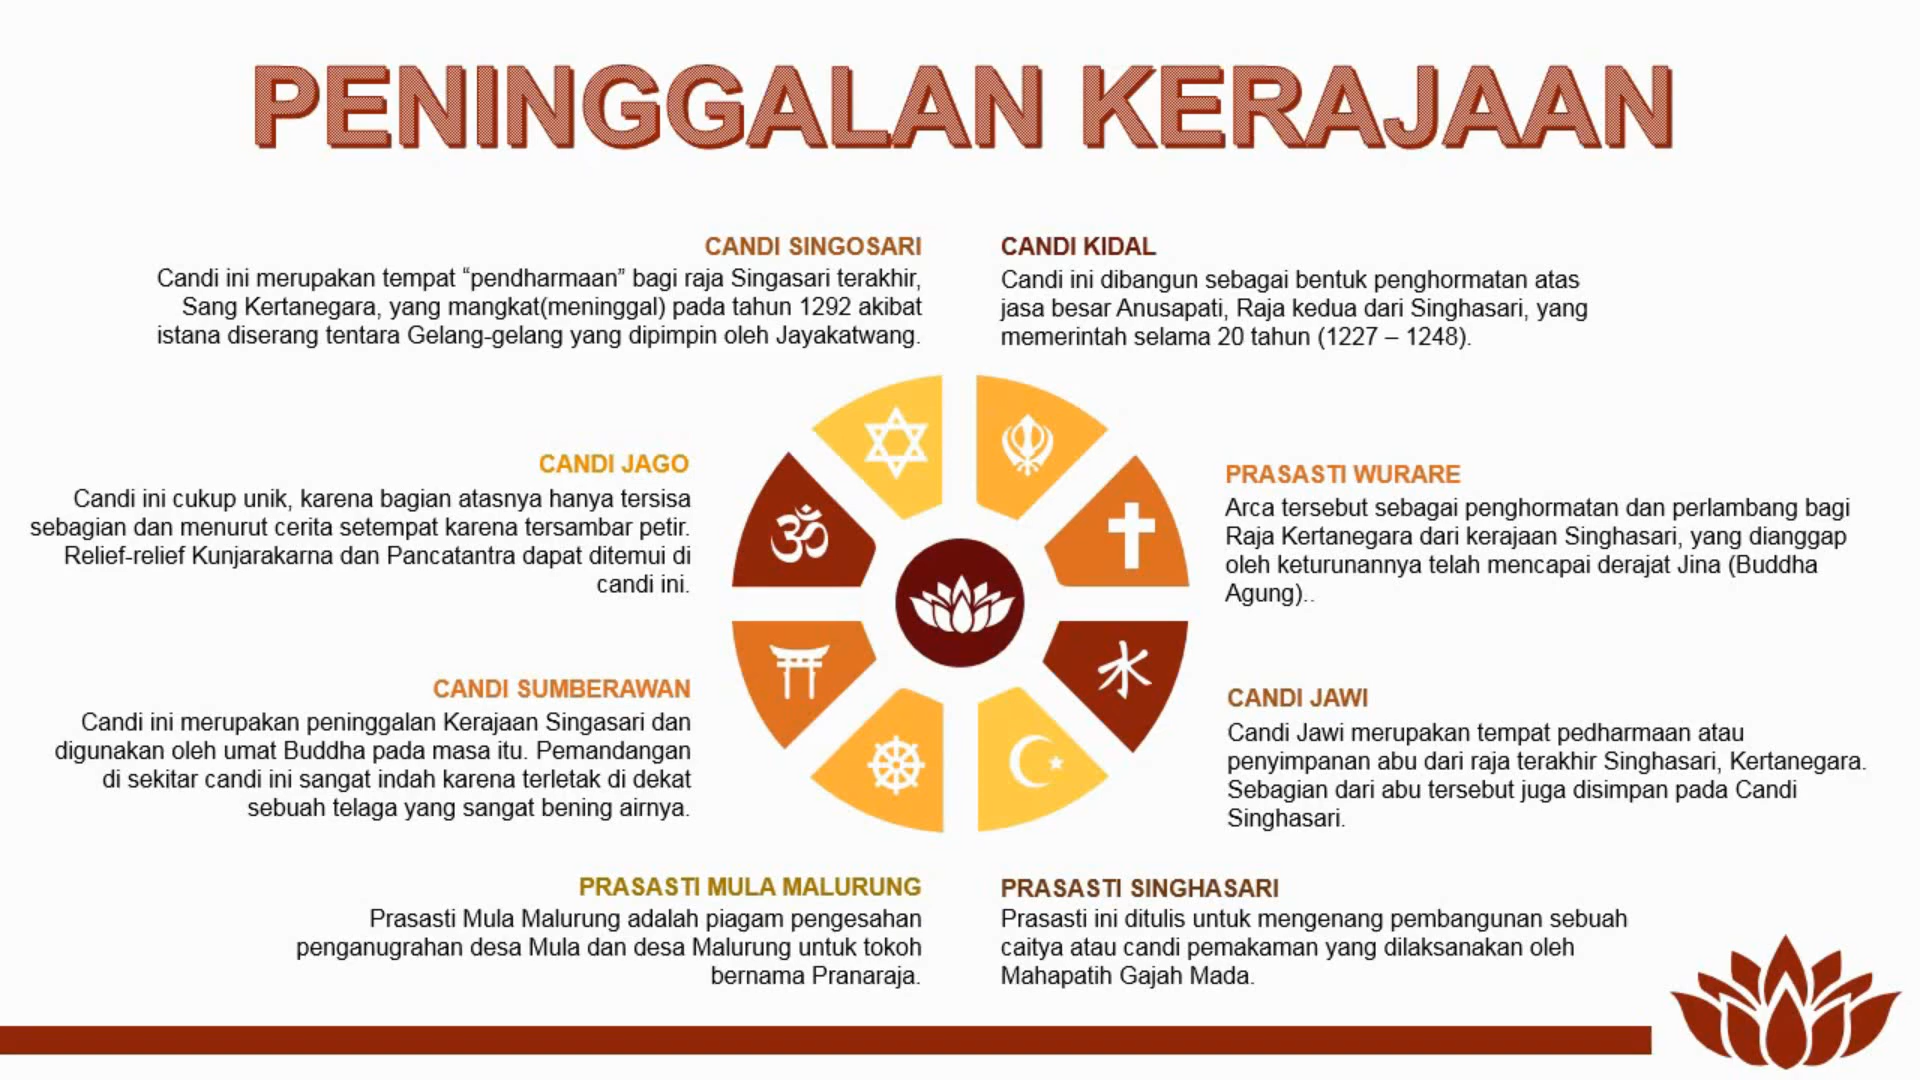 PENINGGALAN KERAJAAN
CANDI SINGOSARI
Candi ini merupakan tempat “pendharmaan” bagi raja Singasari terakhir,
Sang Kertanegara, yang mangkat(meninggal) pada tahun 1292 akibat
istana diserang tentara Gelang-gelang yang dipimpin oleh Jayakatwang.
CANDI KIDAL
Candi ini dibangun sebagai bentuk penghormatan atas
jasa besar Anusapati, Raja kedua dari Singhasari, yang
memerintah selama 20 tahun (1227 – 1248).
CANDI JAGO
Candi ini cukup unik, karena bagian atasnya hanya tersisa
sebagian dan menurut cerita setempat karena tersambar petir.
Relief-relief Kunjarakarna dan Pancatantra dapat ditemui di
candi ini.
PRASASTI WURARE
Arca tersebut sebagai penghormatan dan perlambang bagi
Raja Kertanegara dari kerajaan Singhasari, yang dianggap
oleh keturunannya telah mencapai derajat Jina (Buddha
Agung)..
CANDI SUMBERAWAN
Candi ini merupakan peninggalan Kerajaan Singasari dan
digunakan oleh umat Buddha pada masa itu. Pemandangan
di sekitar candi ini sangat indah karena terletak di dekat
sebuah telaga yang sangat bening airnya.
CANDI JAWI
Candi Jawi merupakan tempat pedharmaan atau
penyimpanan abu dari raja terakhir Singhasari, Kertanegara.
Sebagian dari abu tersebut juga disimpan pada Candi
Singhasari.
PRASASTI MULA MALURUNG
Prasasti Mula Malurung adalah piagam pengesahan
penganugrahan desa Mula dan desa Malurung untuk tokoh
bernama Pranaraja.
PRASASTI SINGHASARI
Prasasti ini ditulis untuk mengenang pembangunan sebuah
caitya atau candi pemakaman yang dilaksanakan oleh
Mahapatih Gajah Mada.